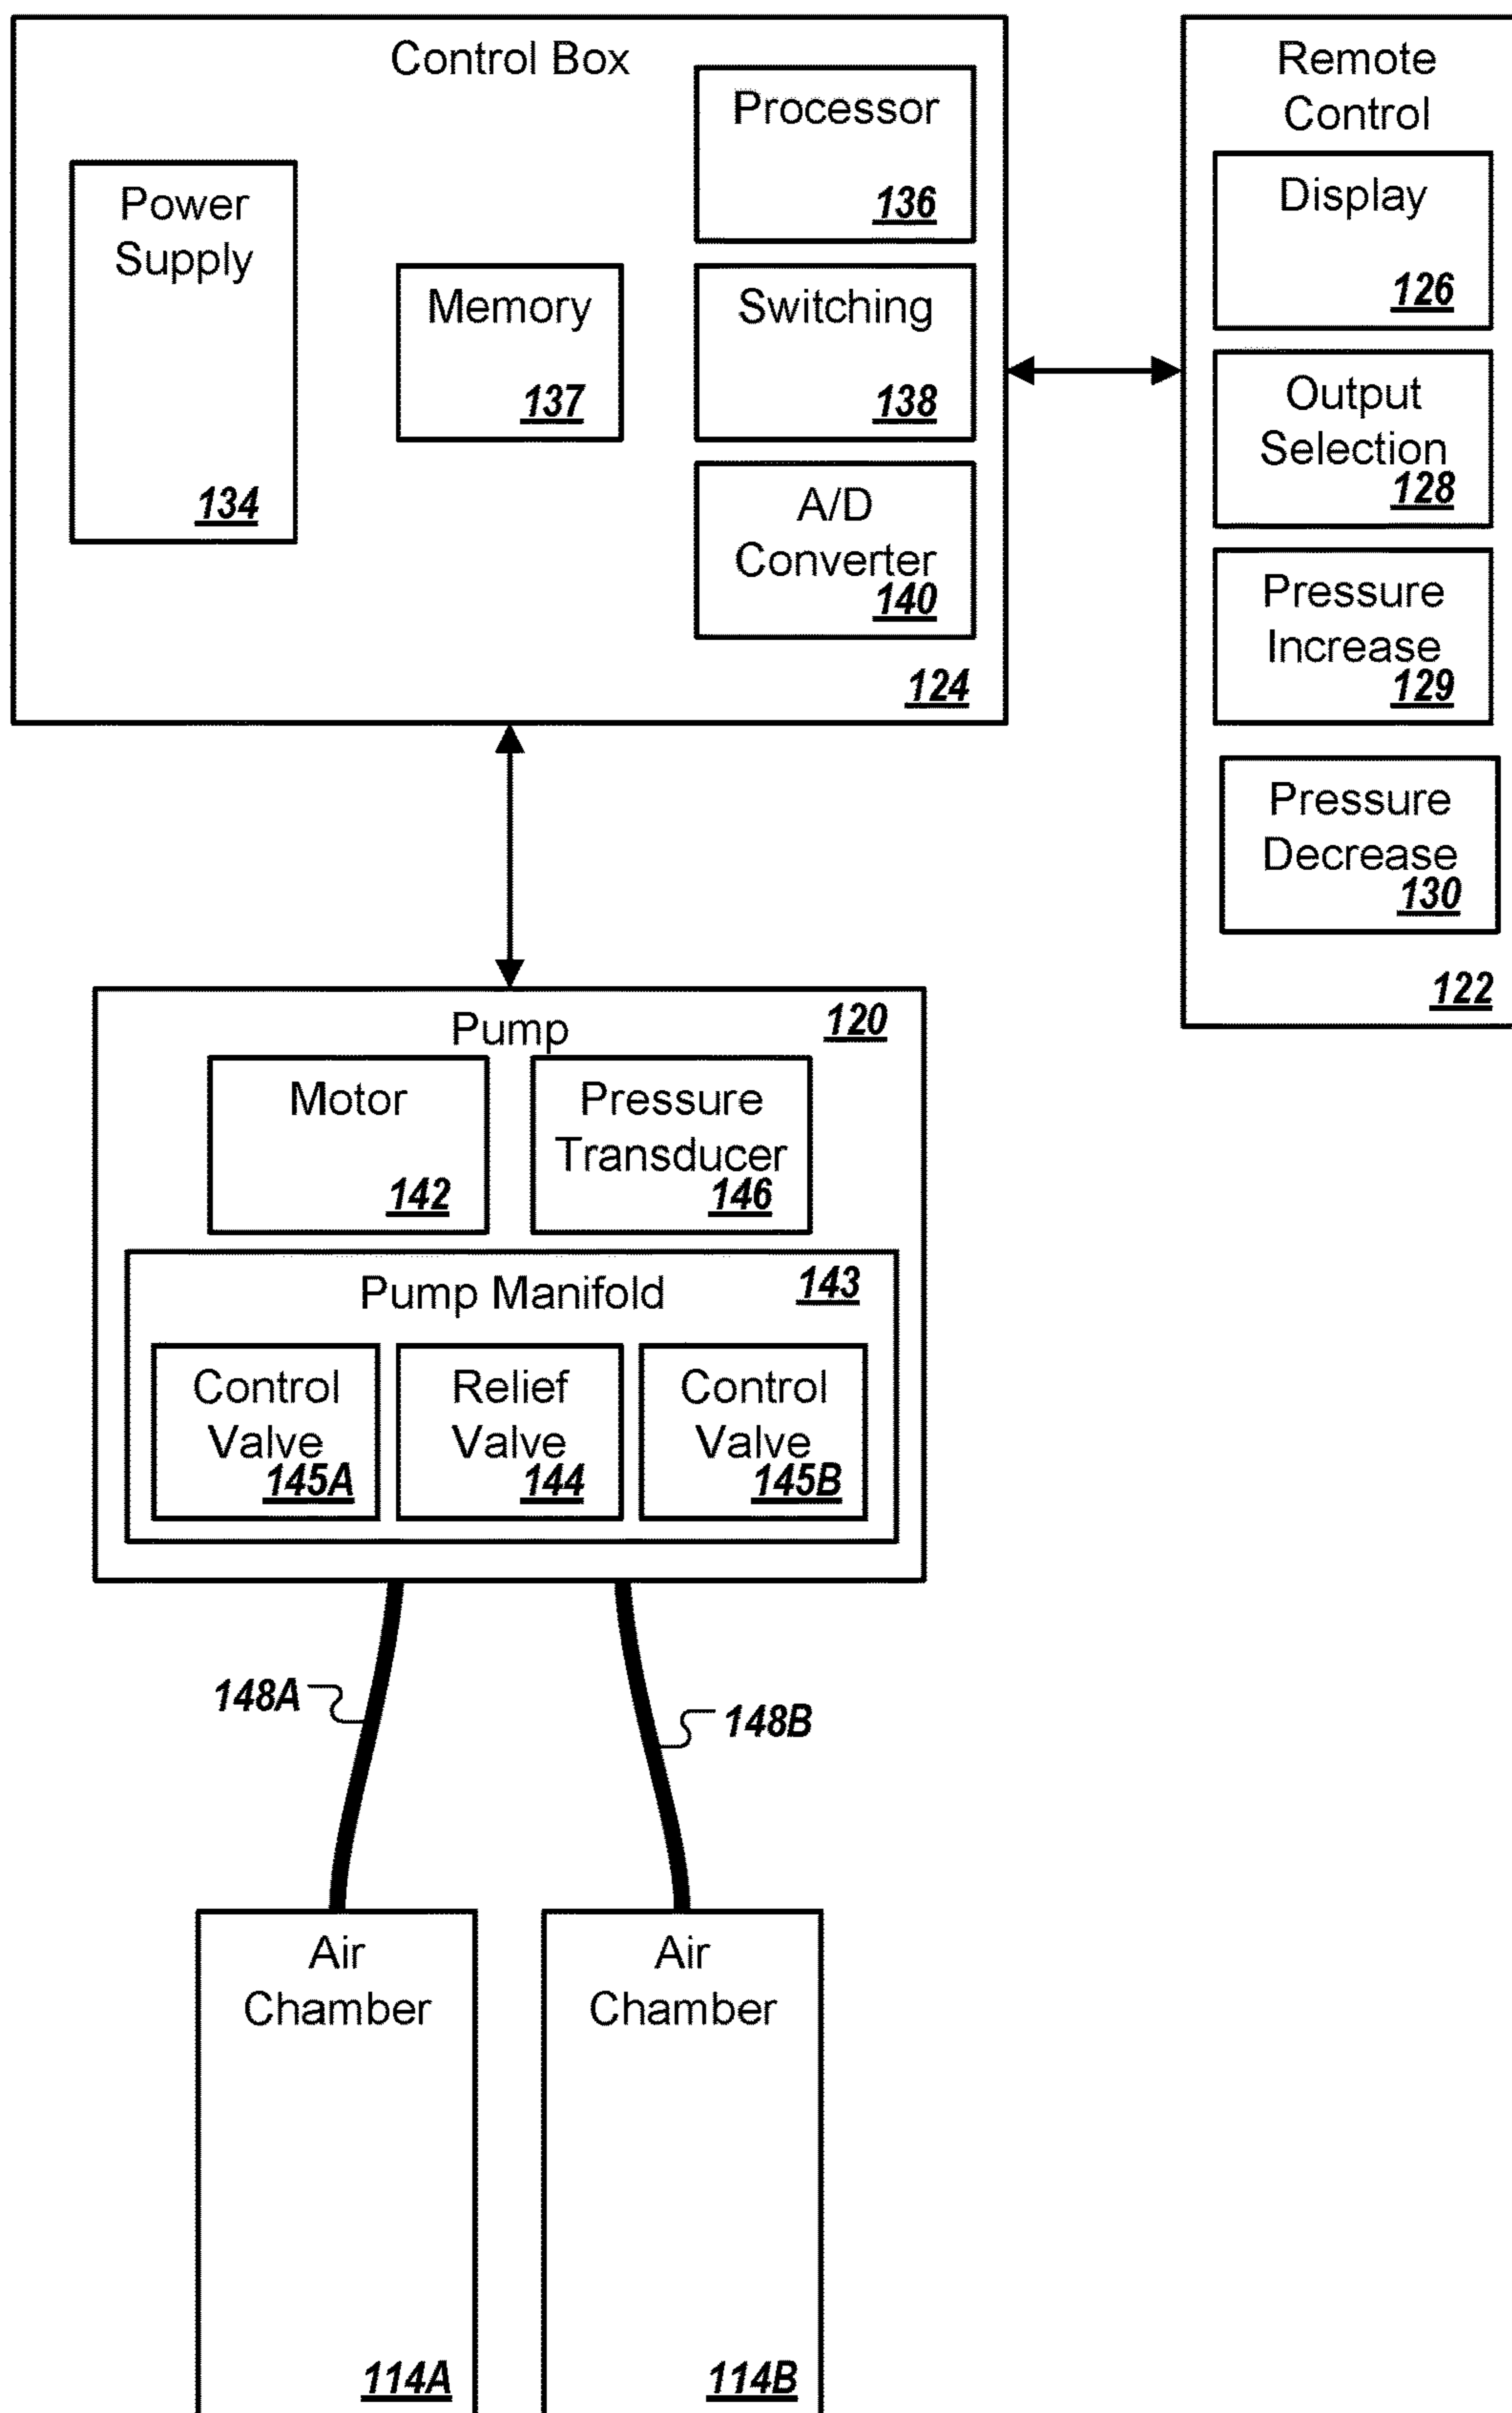 Control Box
Power
Supply
134
Memory
137
Processor
136
Switching
138
A/D
Converter
140
124
Remote
Control
Display
126
Output
Selection
128
Pressure
Increase
129
Pressure
Decrease
130
122
Pump
120
Motor
142
Pressure
Transducer
146
Pump Manifold
143
Control
Valve
145A
Relief
Valve
144
Control
Valve
145B
148A
148B
Air
Chamber
114A
Air
Chamber
114B